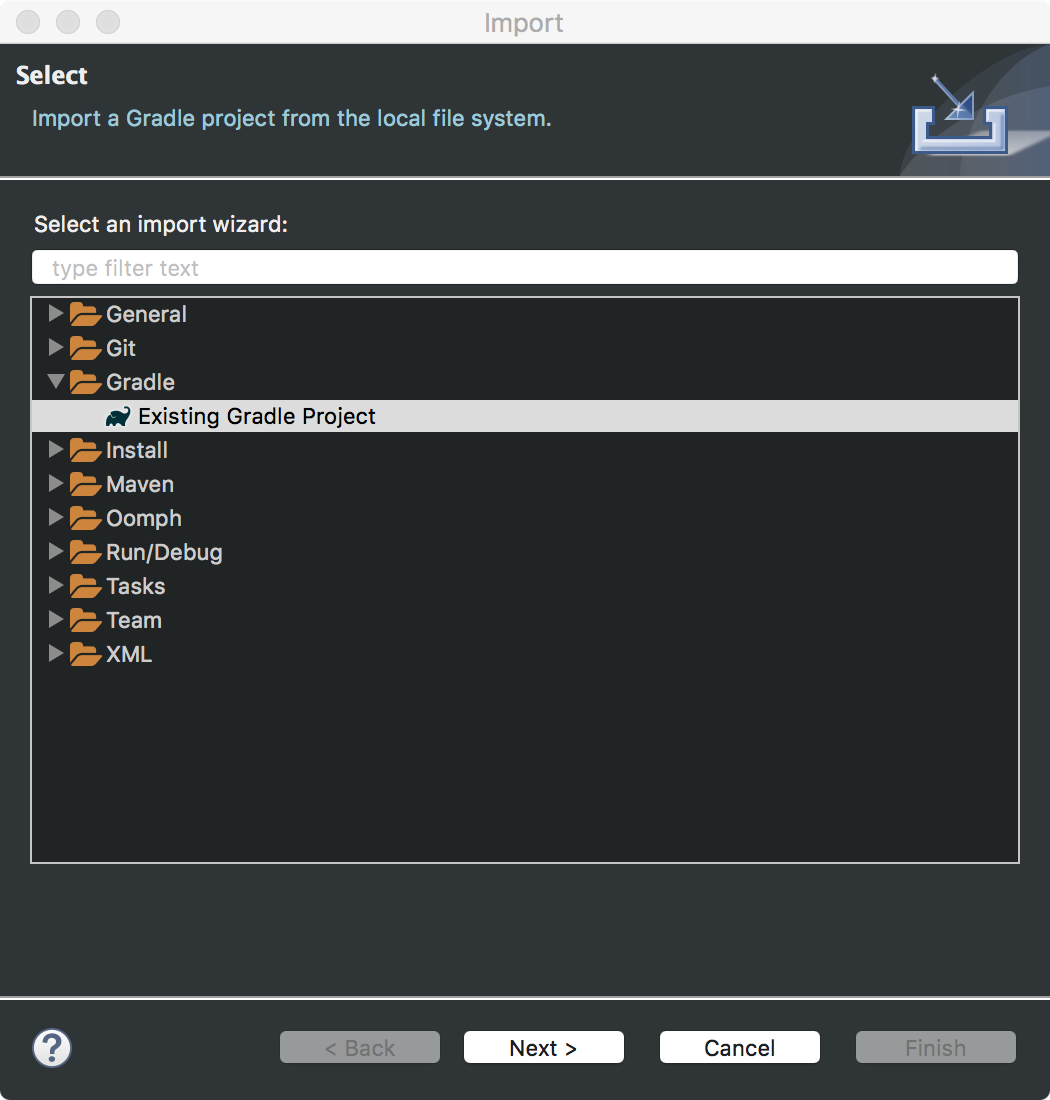 Import
Select
Import a Gradle project from the local file system.
Select an import wizard:
type filter text
General
Git
Gradle
Existing Gradle Project
Install
Maven
Oomph
Run/Debug
Tasks
Team
XML
?
< Back
Next >
Cancel
Finish